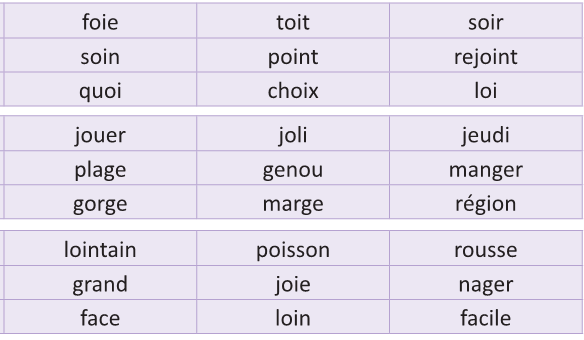 foie toit soir
soin point rejoint
quoi choix loi
jouer joli jeudi
plage genou manger
gorge marge région
lointain poisson rousse
grand joie nager
face loin facile